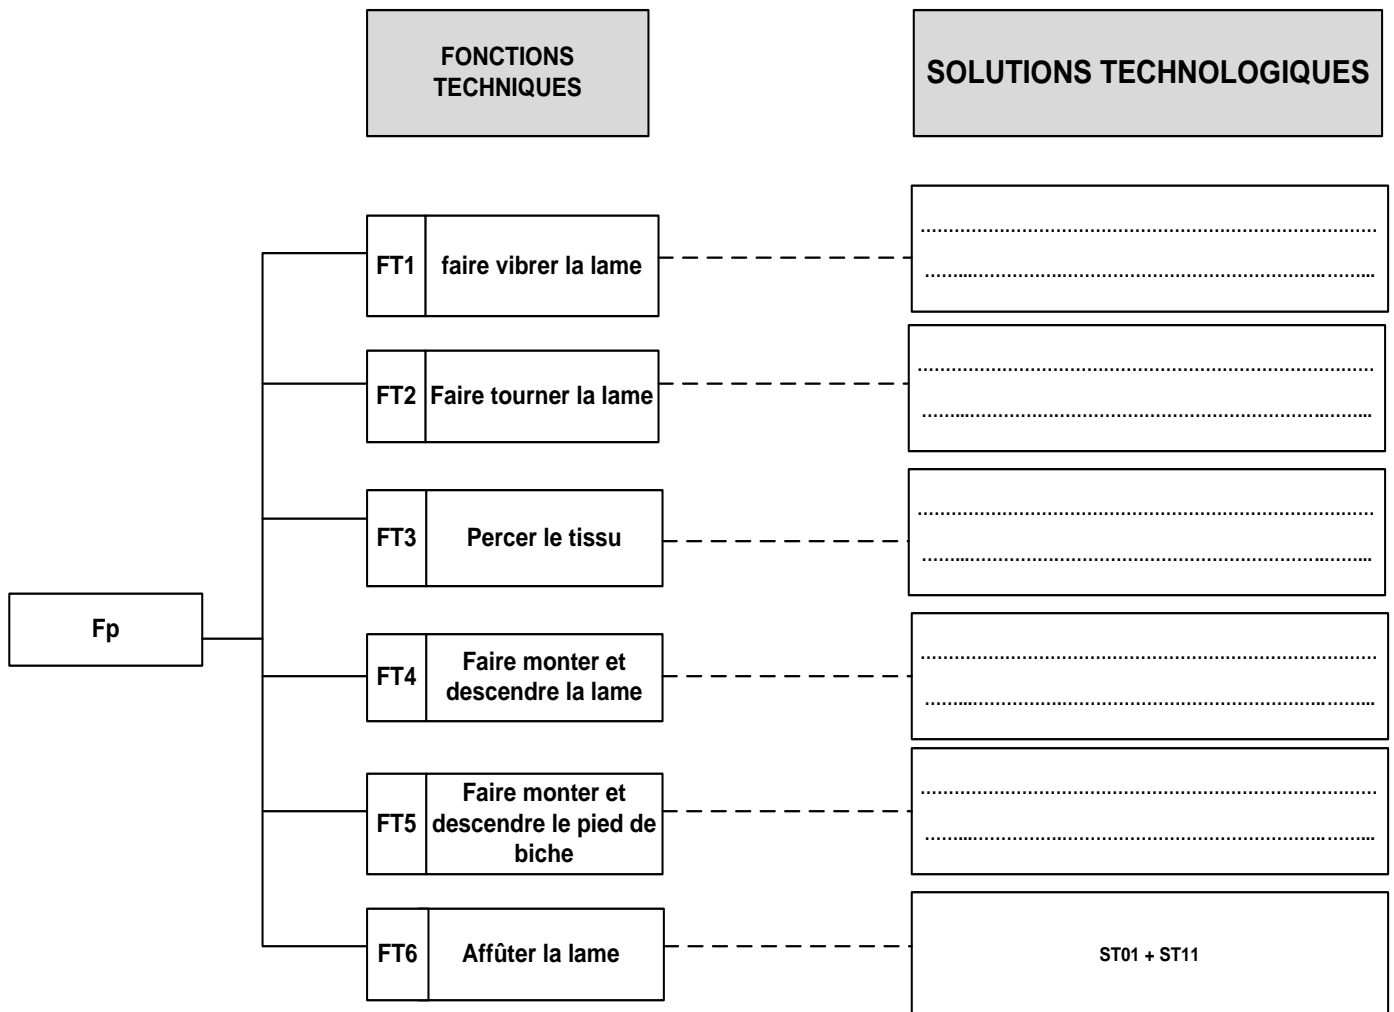 FONCTIONS
TECHNIQUES
SOLUTIONS TECHNOLOGIQUES
FT1
faire vibrer la lame
FT2
Faire tourner la lame
FT3
Percer le tissu
Fp
FT4
Faire monter et
descendre la lame
FT5
Faire monter et
descendre le pied de
biche
FT6
Affûter la lame
ST01 + ST11